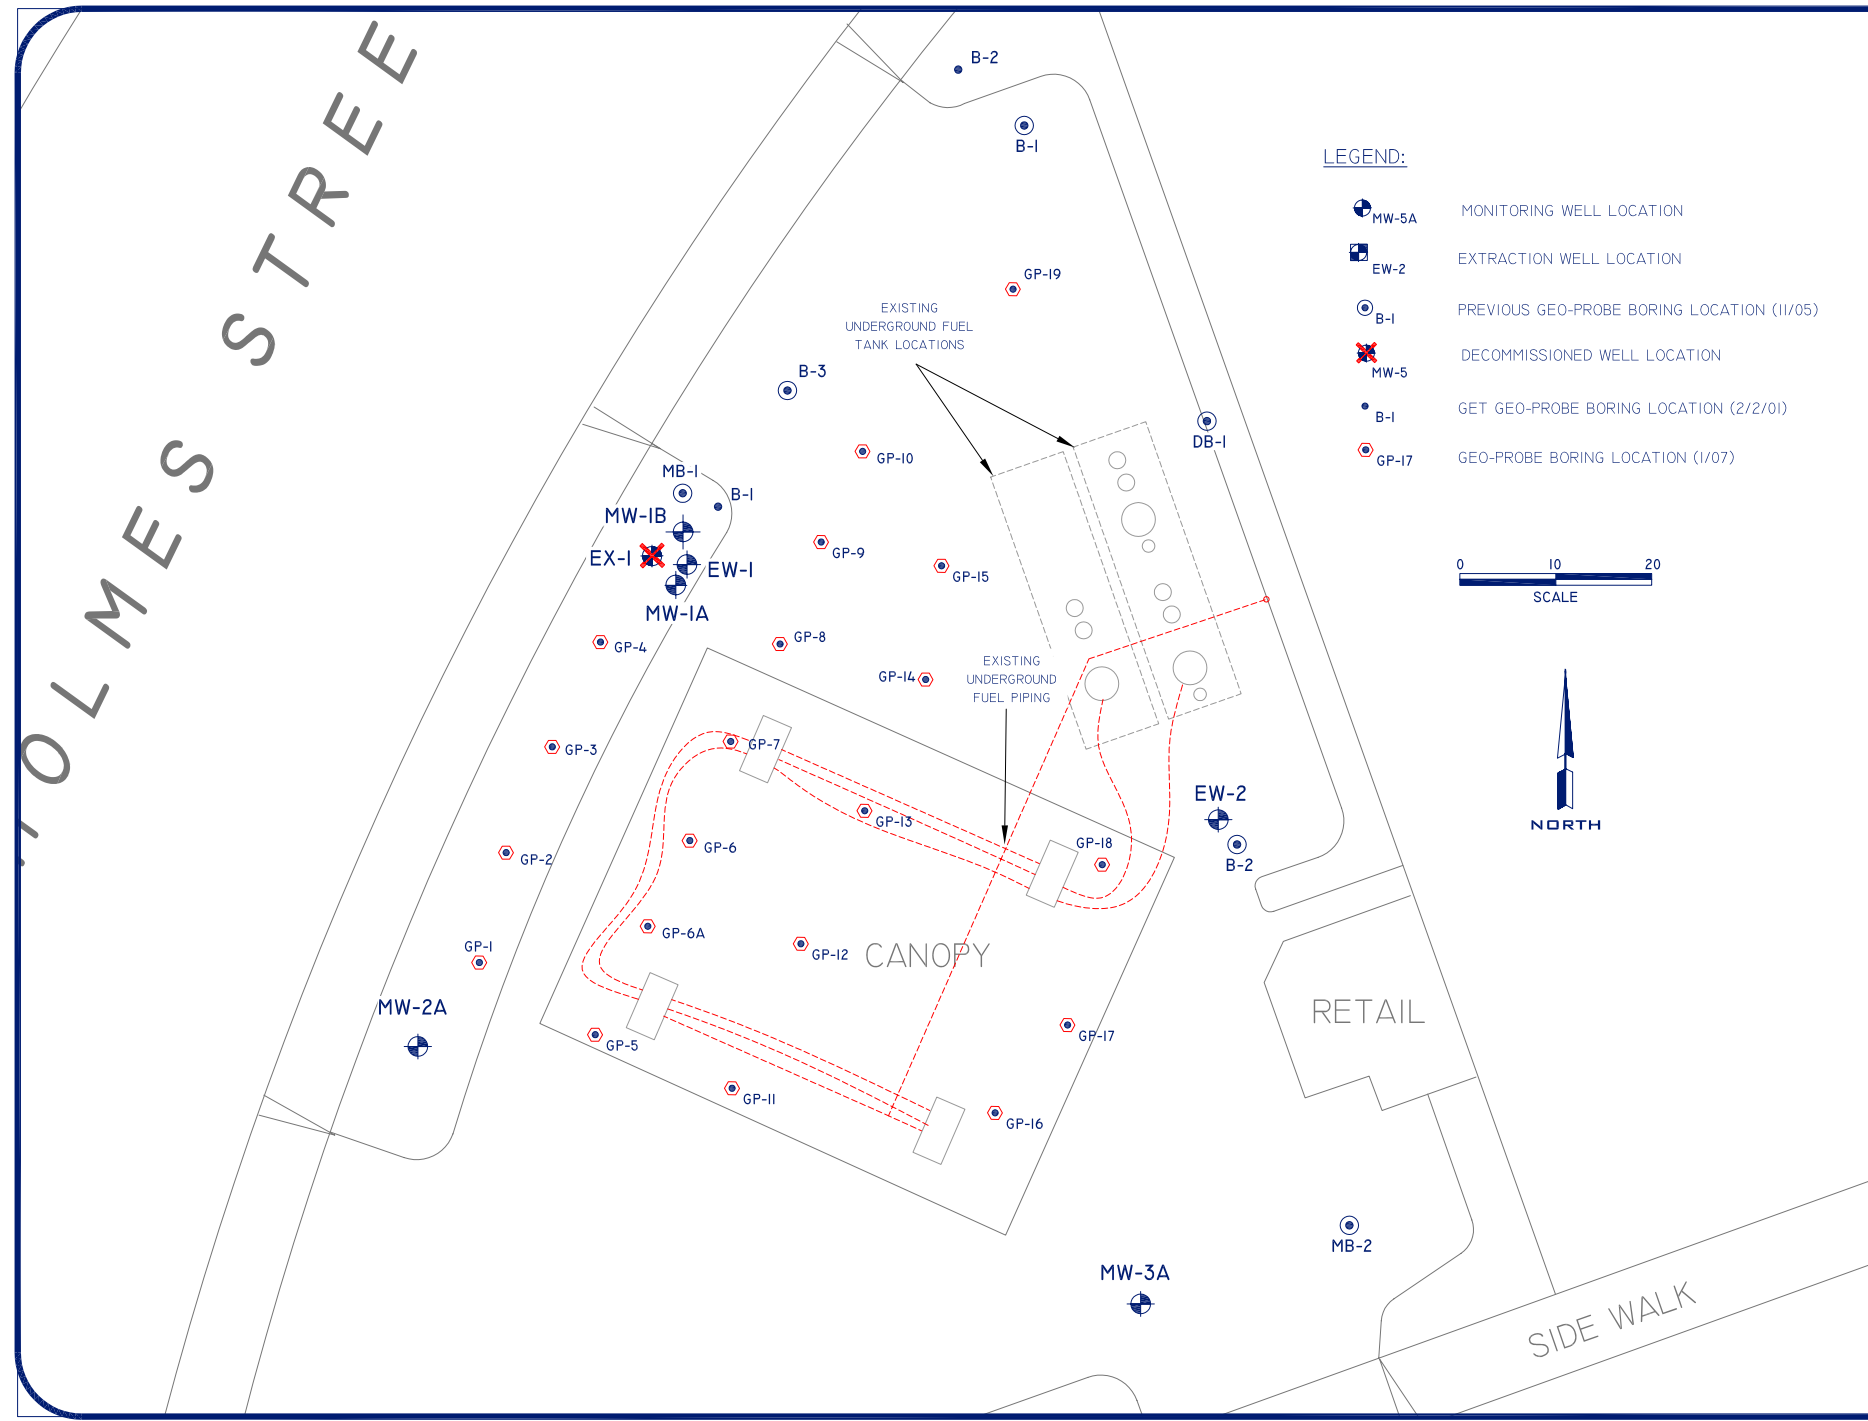 HOLMES STREE
B-2
B-1
LEGEND:
MW-5A MONITORING WELL LOCATION
EW-2 EXTRACTION WELL LOCATION
B-1 PREVIOUS GEO-PROBE BORING LOCATION (11/05)
MW-5 DECOMMISSIONED WELL LOCATION
B-1 GET GEO-PROBE BORING LOCATION (2/2/01)
GP-17 GEO-PROBE BORING LOCATION (1/07)
GP-19
EXISTING
UNDERGROUND FUEL
TANK LOCATIONS
B-3
DB-1
GP-10
MB-1
B-1
MW-1B
EX-1
EW-1
MW-1A
GP-9
GP-15
0 10 20
SCALE
GP-4
GP-8
GP-14
EXISTING
UNDERGROUND
FUEL PIPING
GP-3
GP-7
EW-2
GP-13
GP-18
GP-6
GP-2
B-2
NORTH
GP-6A
GP-1
GP-12
CANOPY
MW-2A
RETAIL
GP-5
GP-17
GP-11
GP-16
MB-2
MW-3A
SIDE WALK